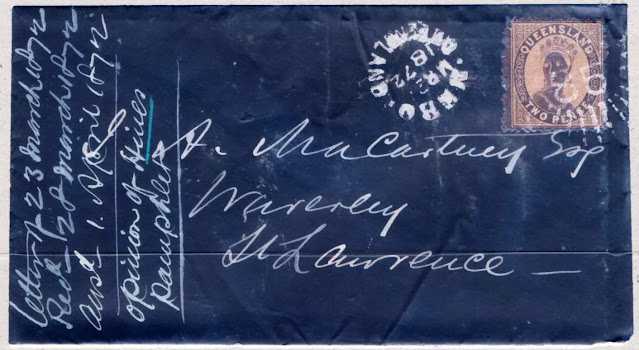 letter of 23 March 1872
Recd 28 March 1872
ansd 1. April 1872
opinion of
Pamphlet
QUEENSLAND
TWO PENCE
A. MacCartney Esq
Waverley
St Lawrence —